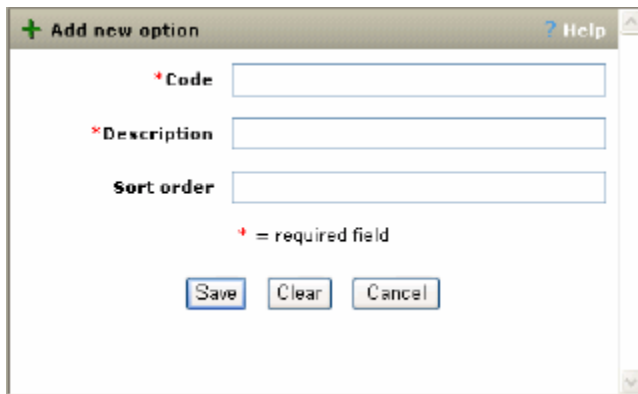 Add new option ? Help
*Code
*Description
Sort order
* = required field
Save Clear Cancel